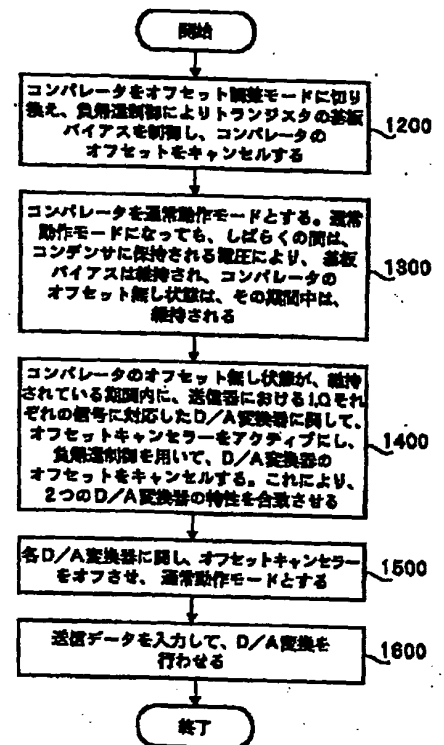 開始
コンパレータをオフセット調整モードに切り
換え、負帰還制御によりトランジスタの基板
バイアスを制御し、コンパレータの
オフセットをキャンセルする
1200
コンパレータを通常動作モードとする。通常
動作モードになっても、しばらくの間は、
コンデンサに保持される電圧により、基板
バイアスは維持され、コンパレータの
オフセット無し状態は、その期間中は、
維持される
1300
コンパレータのオフセット無し状態が、維持
されている期間内に、送信器におけるI,Qそれ
ぞれの信号に対応したD/A変換器に関して、
オフセットキャンセラーをアクティブにし、
負帰還制御を用いて、D/A変換器の
オフセットをキャンセルする。これにより、
2つのD/A変換器の特性を合致させる
1400
各D/A変換器に関し、オフセットキャンセラー
をオフさせ、通常動作モードとする
1500
送信データを入力して、D/A変換を
行わせる
1600
終了